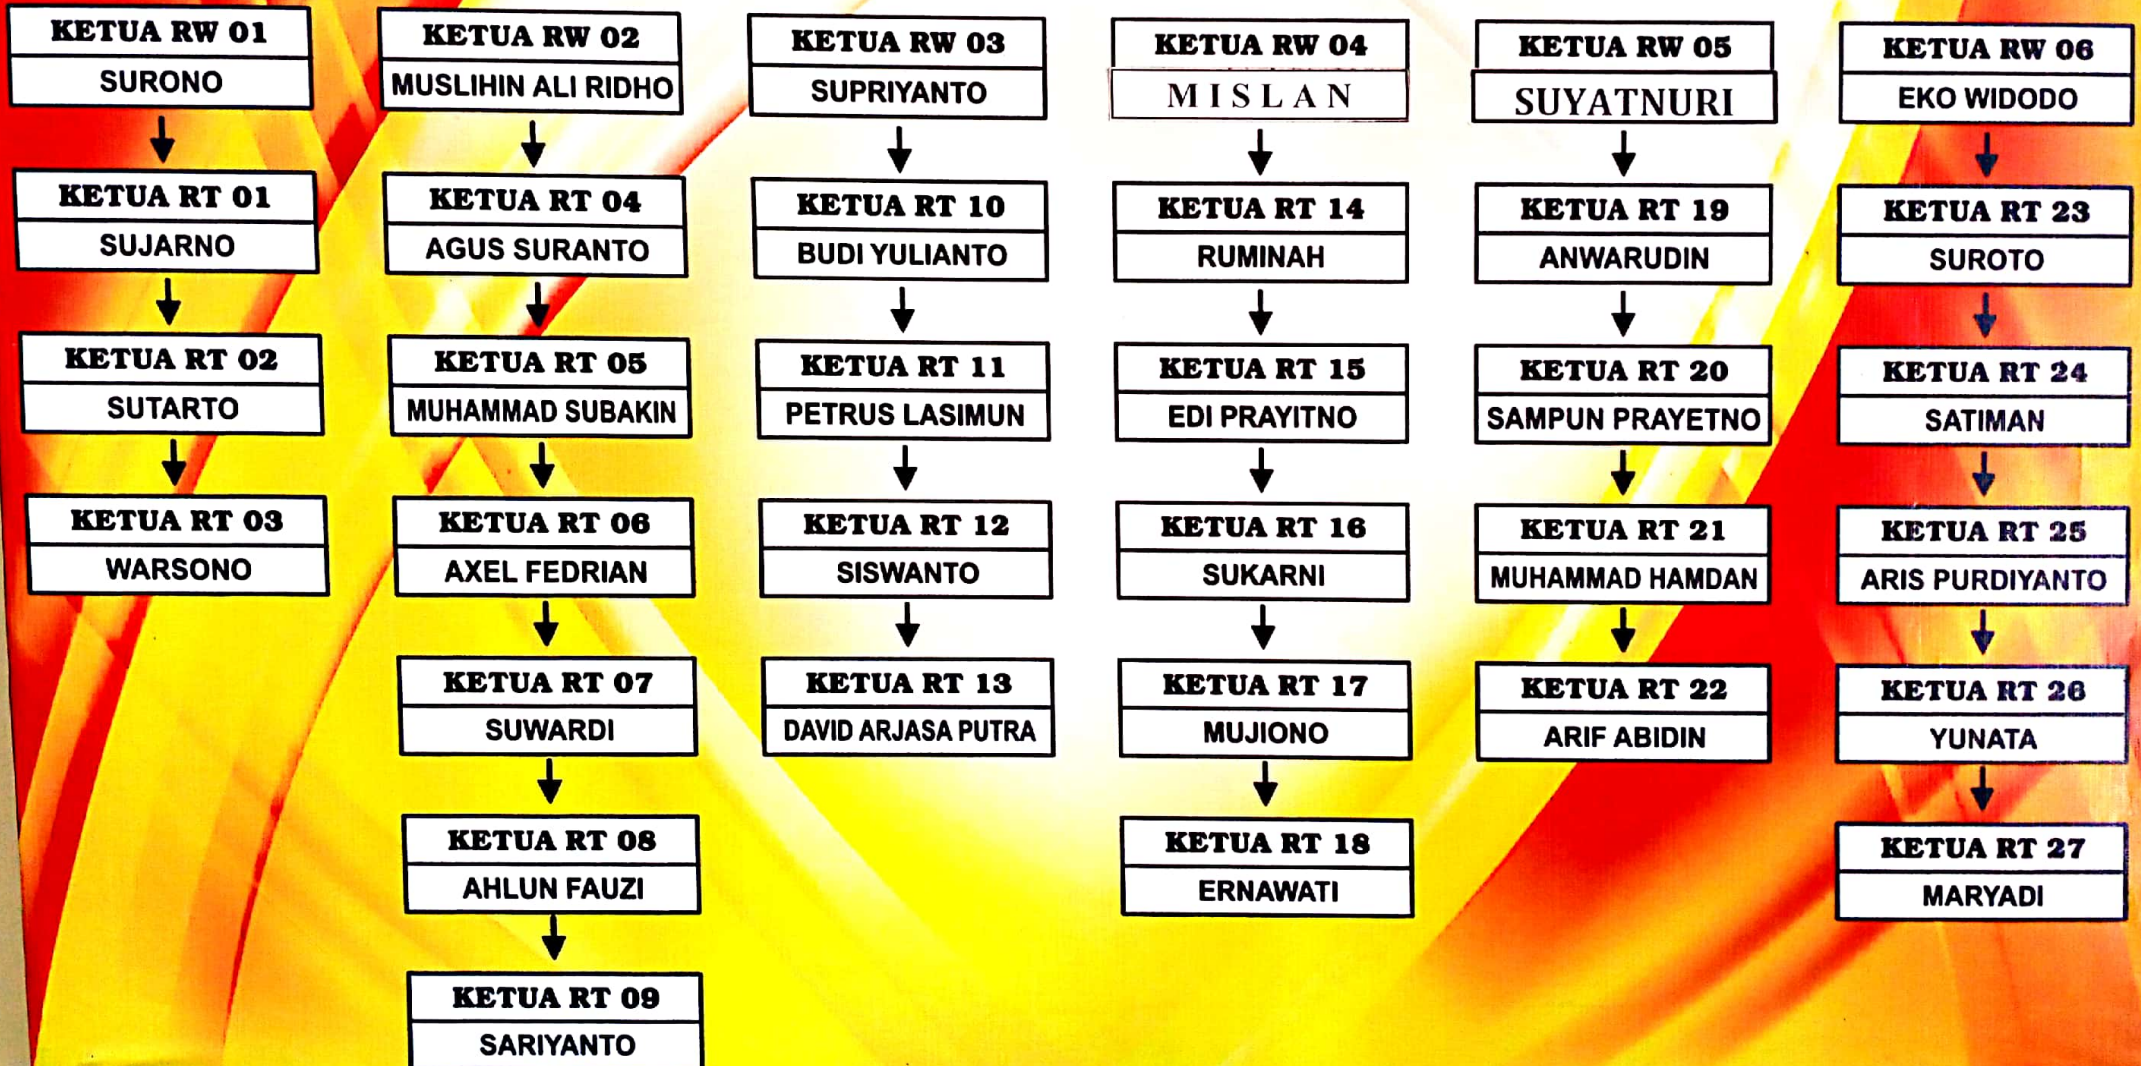 KETUA RW 01
SURONO
KETUA RT 01
SUJARNO
KETUA RT 02
SUTARTO
KETUA RT 03
WARSONO
KETUA RW 02
MUSLIHIN ALI RIDHO
KETUA RT 04
AGUS SURANTO
KETUA RT 05
MUHAMMAD SUBAKIN
KETUA RT 06
AXEL FEDRIAN
KETUA RT 07
SUWARDI
KETUA RT 08
AHLUN FAUZI
KETUA RT 09
SARIYANTO
KETUA RW 03
SUPRIYANTO
KETUA RT 10
BUDI YULIANTO
KETUA RT 11
PETRUS LASIMUN
KETUA RT 12
SISWANTO
KETUA RT 13
DAVID ARJASA PUTRA
KETUA RW 04
MISLAN
KETUA RT 14
RUMINAH
KETUA RT 15
EDI PRAYITNO
KETUA RT 16
SUKARNI
KETUA RT 17
MUJIONO
KETUA RT 18
ERNAWATI
KETUA RW 05
SUYATNURI
KETUA RT 19
ANWARUDIN
KETUA RT 20
SAMPUN PRAYETNO
KETUA RT 21
MUHAMMAD HAMDAN
KETUA RT 22
ARIF ABIDIN
KETUA RW 06
EKO WIDODO
KETUA RT 23
SUROTO
KETUA RT 24
SATIMAN
KETUA RT 25
ARIS PURDIYANTO
KETUA RT 26
YUNATA
KETUA RT 27
MARYADI